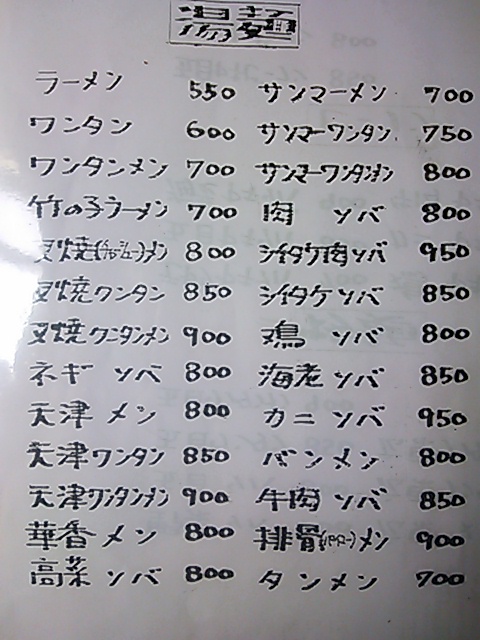 湯麺
ラーメン 550
ワンタン 600
ワンタンメン 700
竹の子ラーメン 700
叉焼(チャーシュー)メン 800
叉焼ワンタン 850
叉焼ワンタンメン 900
ネギソバ 800
天津メン 800
天津ワンタン 850
天津ワンタンメン 900
華香メン 800
高菜ソバ 800
サンマーメン 700
サンマーワンタン 750
サンマーワンタンメン 800
肉ソバ 800
シイタケ肉ソバ 950
シイタケソバ 850
鶏ソバ 800
海老ソバ 850
カニソバ 950
バンメン 800
牛肉ソバ 850
排骨(パーコー)メン 900
タンメン 700